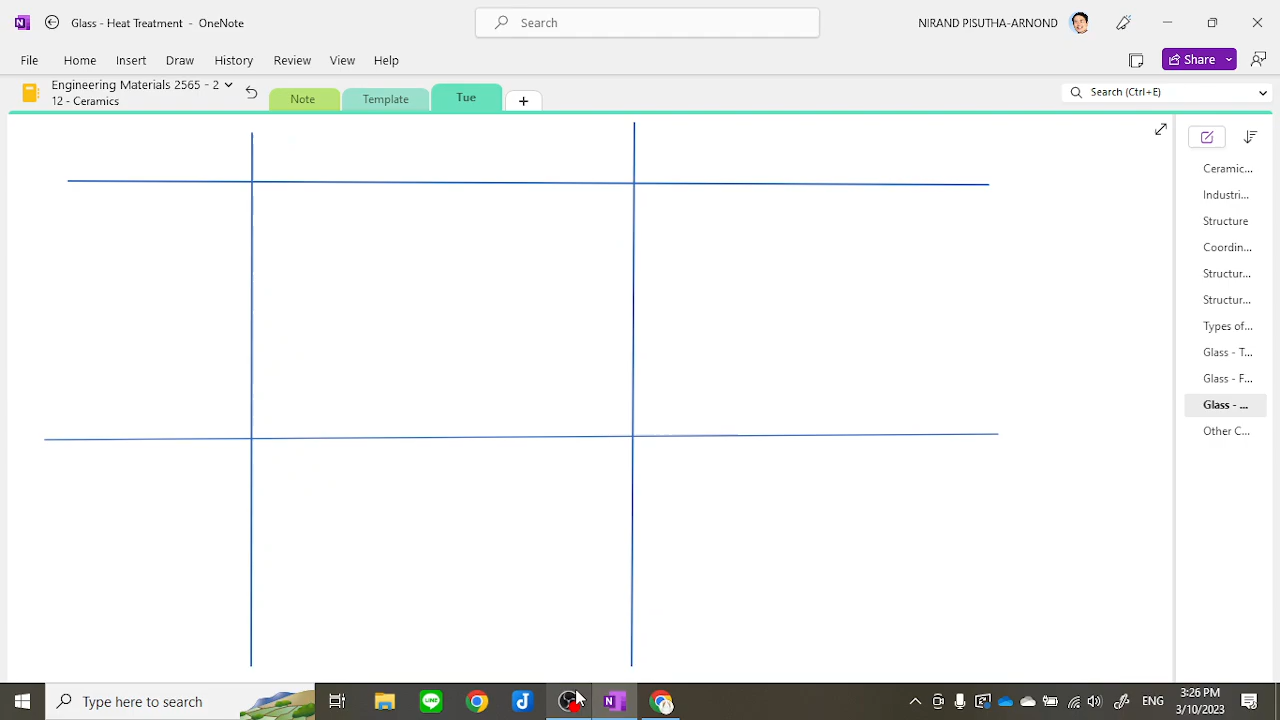 Glass - Heat Treatment - OneNote
Search
NIRAND PISUTHA-ARNOND
File Home Insert Draw History Review View Help
Share
Engineering Materials 2565 - 2
12 - Ceramics
Note
Template
Tue
Search (Ctrl+E)
Ceramic...
Industri...
Structure
Coordin...
Structur...
Structur...
Types of...
Glass - T...
Glass - F...
Glass - ...
Other C...
Type here to search
ENG
3:26 PM
3/10/2023